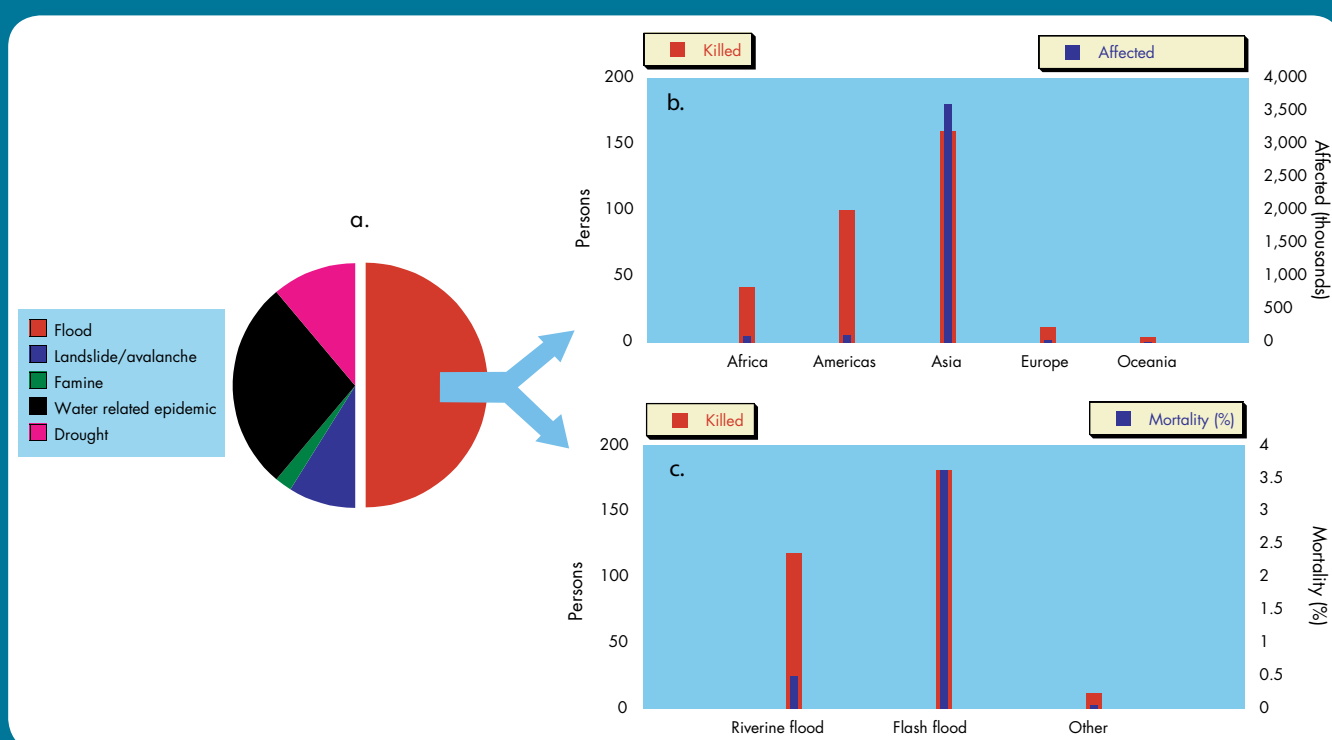 a.
Flood
Landslide/avalanche
Famine
Water related epidemic
Drought
Killed
Affected
b.
200
150
100
50
0
Persons
4,000
3,500
3,000
2,500
2,000
1,500
1,000
500
0
Affected (thousands)
Africa Americas Asia Europe Oceania
Killed
Mortality (%)
c.
200
150
100
50
0
Persons
4
3.5
3
2.5
2
1.5
1
0.5
0
Mortality (%)
Riverine flood Flash flood Other